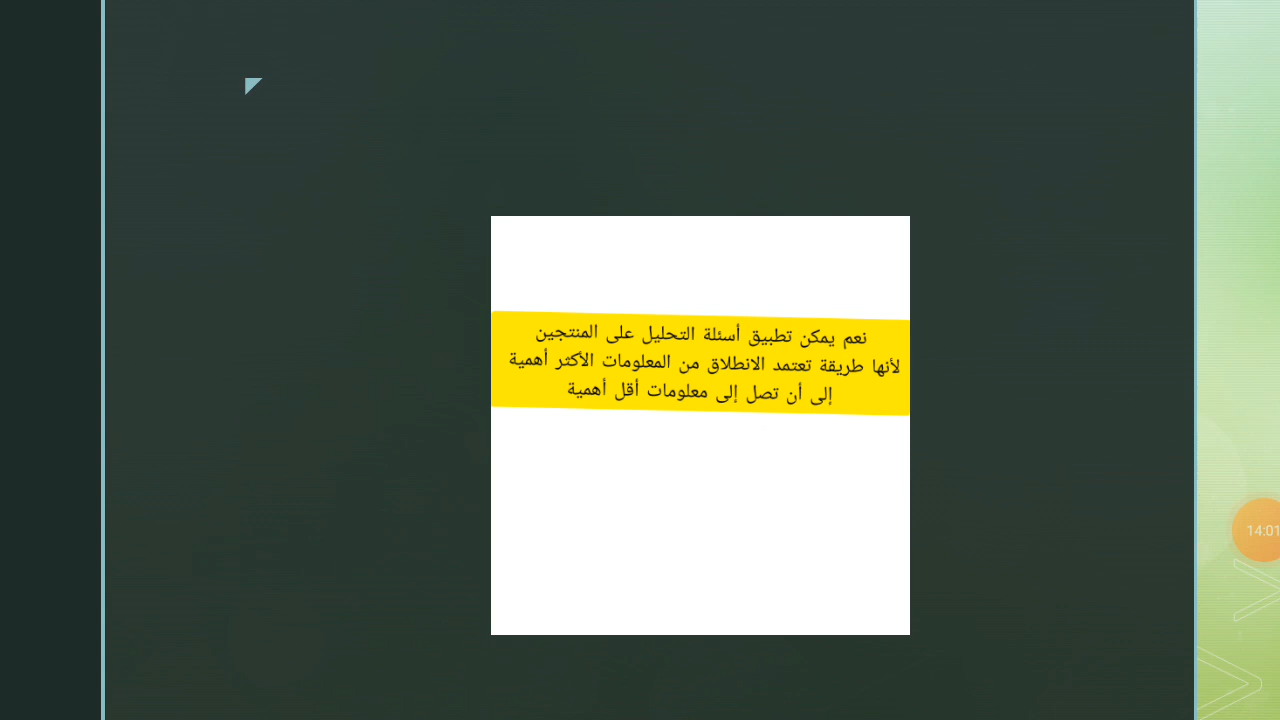 نعم يمكن تطبيق أسئلة التحليل على المنتجين
لأنها طريقة تعتمد الانطلاق من المعلومات الأكثر أهمية
إلى أن تصل إلى معلومات أقل أهمية
14:01